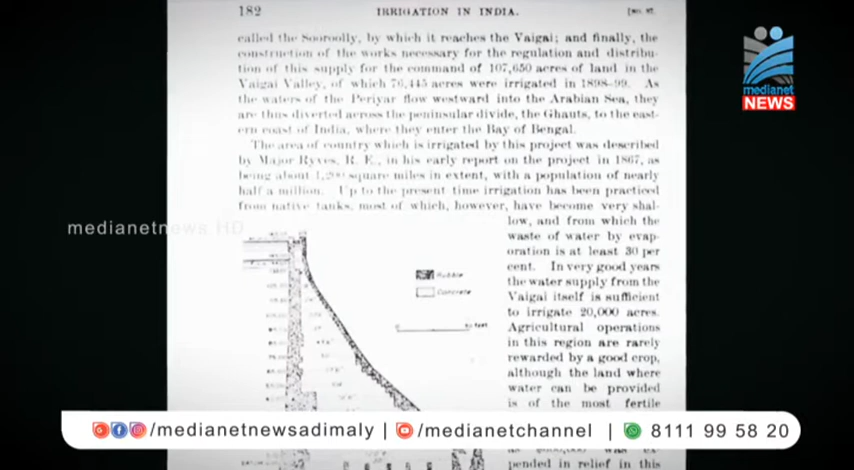 182 IRRIGATION IN INDIA. [NO. 87.
called the Sooroolly, by which it reaches the Vaigai; and finally, the
construction of the works necessary for the regulation and distribu-
tion of this supply for the command of 107,650 acres of land in the
Vaigai Valley, of which 76,445 acres were irrigated in 1898-99. As
the waters of the Periyar flow westward into the Arabian Sea, they
are thus diverted across the peninsular divide, the Ghauts, to the east-
ern coast of India, where they enter the Bay of Bengal.
The area of country which is irrigated by this project was described
by Major Ryves, R. E., in his early report on the project in 1867, as
being about 1,200 square miles in extent, with a population of nearly
half a million. Up to the present time irrigation has been practiced
from native tanks, most of which, however, have become very shal-
low, and from which the
waste of water by evap-
oration is at least 30 per
cent. In very good years
the water supply from the
Vaigai itself is sufficient
to irrigate 20,000 acres.
Agricultural operations
in this region are rarely
rewarded by a good crop,
although the land where
water can be provided
is of the most fertile
pended in relief in this
Rubble
Concrete
medianet
NEWS
medianetnews HD
/medianetnewsadimaly | /medianetchannel | 8111 99 58 20